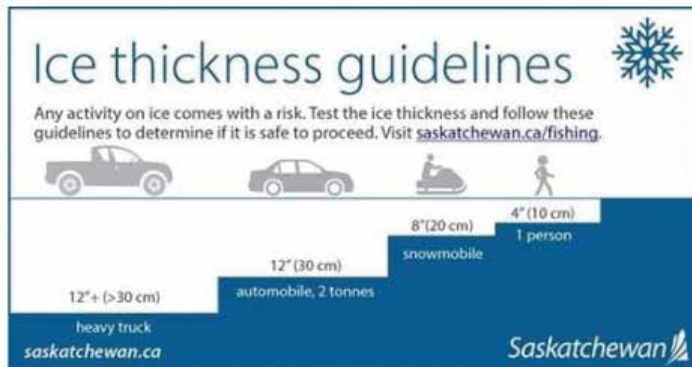 Ice thickness guidelines
Any activity on ice comes with a risk. Test the ice thickness and follow these
guidelines to determine if it is safe to proceed. Visit saskatchewan.ca/fishing.
4" (10 cm)
1 person
8"(20 cm)
snowmobile
12" (30 cm)
automobile, 2 tonnes
12"+ (>30 cm)
heavy truck
saskatchewan.ca
Saskatchewan